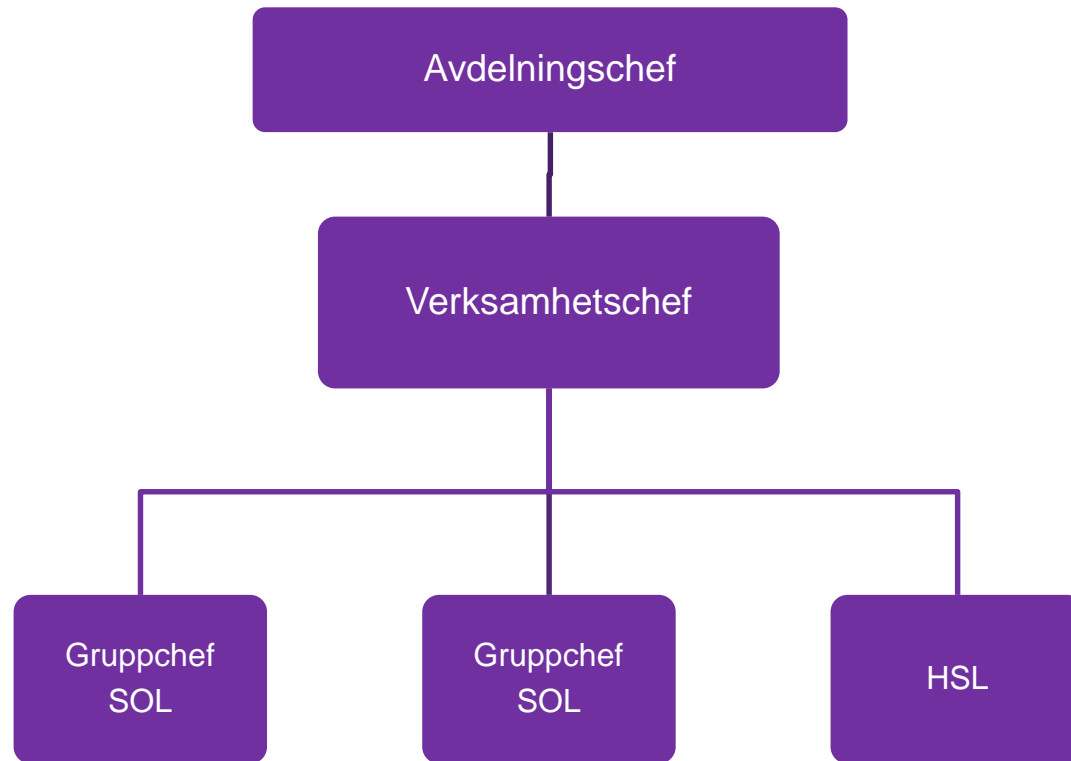 Avdelningschef
Verksamhetschef
Gruppchef
SOL
Gruppchef
SOL
HSL